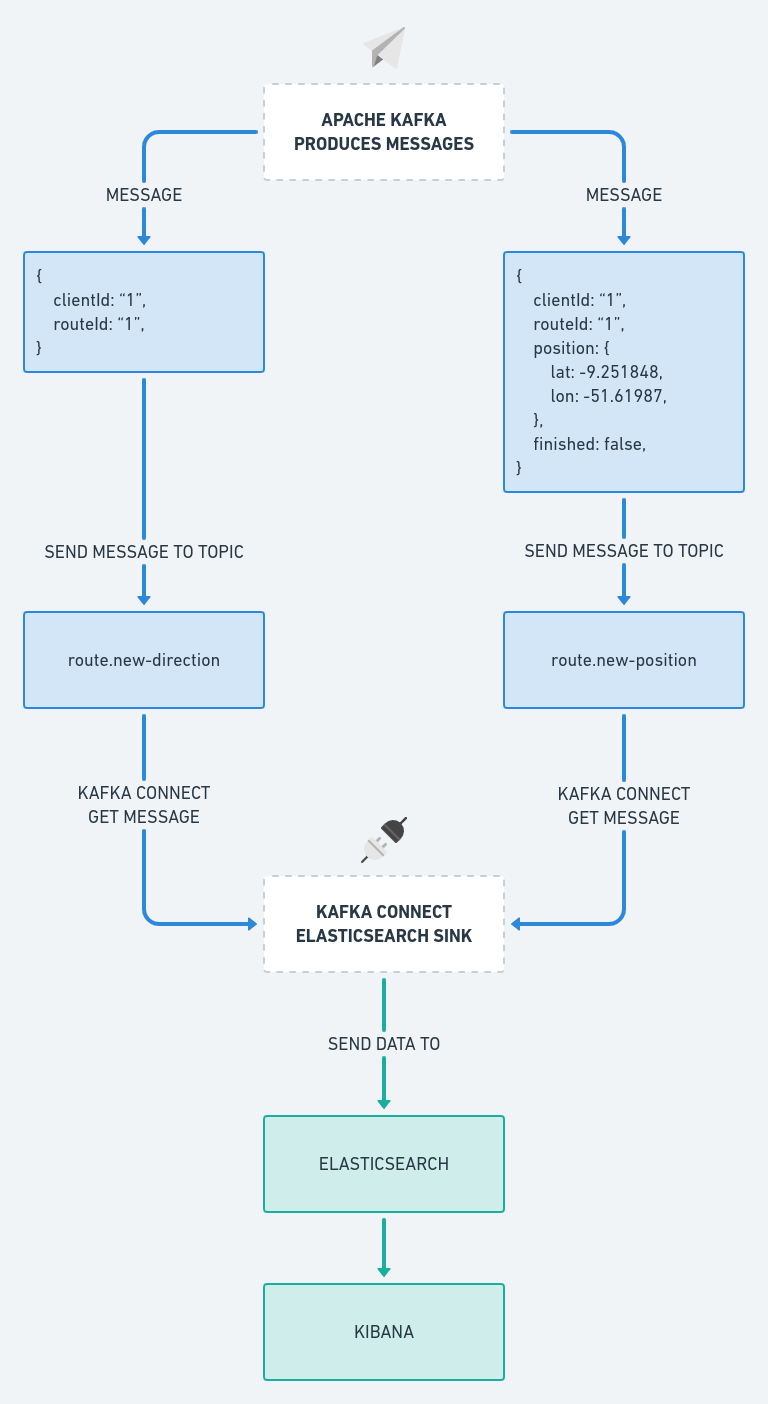 APACHE KAFKA
PRODUCES MESSAGES
MESSAGE
MESSAGE
{
clientId: “1”,
routeId: “1”,
}
{
clientId: “1”,
routeId: “1”,
position: {
lat: -9.251848,
lon: -51.61987,
},
finished: false,
}
SEND MESSAGE TO TOPIC
SEND MESSAGE TO TOPIC
route.new-direction
route.new-position
KAFKA CONNECT
GET MESSAGE
KAFKA CONNECT
GET MESSAGE
KAFKA CONNECT
ELASTICSEARCH SINK
SEND DATA TO
ELASTICSEARCH
KIBANA